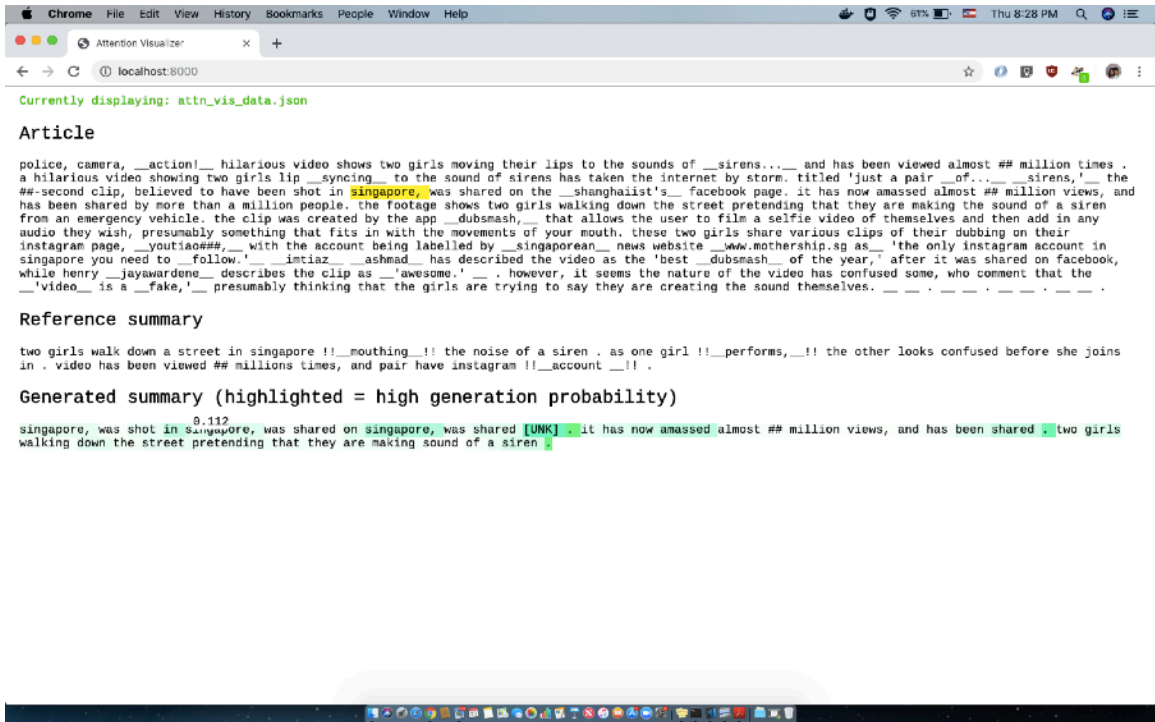 Chrome File Edit View History Bookmarks People Window Help 61% Thu 8:28 PM
Attention Visualizer
localhost:8000
Currently displaying: attn_vis_data.json
Article
police, camera, __action!__ hilarious video shows two girls moving their lips to the sounds of __sirens...__ and has been viewed almost ## million times .
a hilarious video showing two girls lip __syncing__ to the sound of sirens has taken the internet by storm. titled 'just a pair __of...__ __sirens,'__ the
##-second clip, believed to have been shot in singapore, was shared on the __shanghaiist's__ facebook page. it has now amassed almost ## million views, and
has been shared by more than a million people. the footage shows two girls walking down the street pretending that they are making the sound of a siren
from an emergency vehicle. the clip was created by the app __dubsmash,__ that allows the user to film a selfie video of themselves and then add in any
audio they wish, presumably something that fits in with the movements of your mouth. these two girls share various clips of their dubbing on their
instagram page, __youtiao###,__ with the account being labelled by __singaporean__ news website __www.mothership.sg as__ 'the only instagram account in
singapore you need to __follow.'__ __imtiaz__ __ashmad__ has described the video as the 'best __dubsmash__ of the year,' after it was shared on facebook,
while henry __jayawardene__ describes the clip as __'awesome.' __ . however, it seems the nature of the video has confused some, who comment that the
__'video__ is a __fake,'__ presumably thinking that the girls are trying to say they are creating the sound themselves. __ __ . __ __ . __ __ . __ __ .
Reference summary
two girls walk down a street in singapore !!__mouthing__!! the noise of a siren . as one girl !!__performs,__!! the other looks confused before she joins
in . video has been viewed ## millions times, and pair have instagram !!__account __!! .
Generated summary (highlighted = high generation probability)
0.112
singapore, was shot in singapore, was shared on singapore, was shared [UNK] . it has now amassed almost ## million views, and has been shared . two girls
walking down the street pretending that they are making sound of a siren .